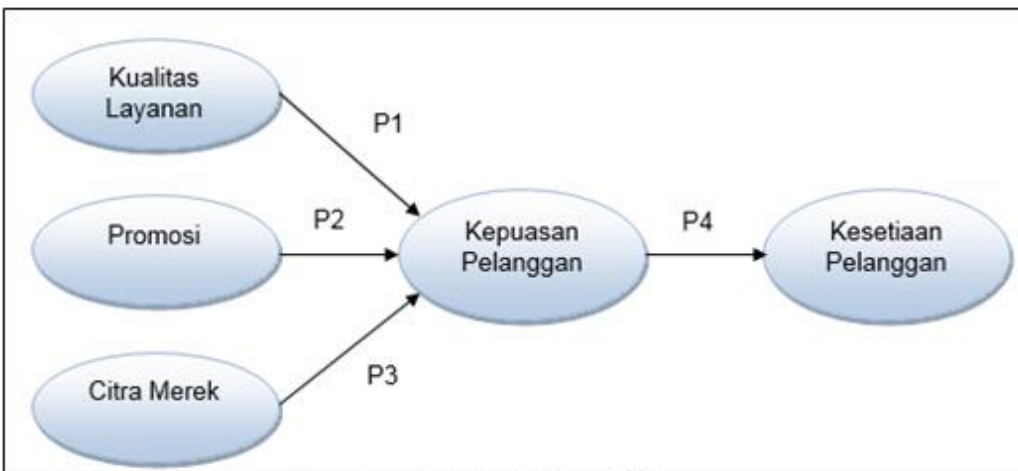 Kualitas
Layanan
P1
Promosi
P2
Kepuasan
Pelanggan
P4
Kesetiaan
Pelanggan
P3
Citra Merek